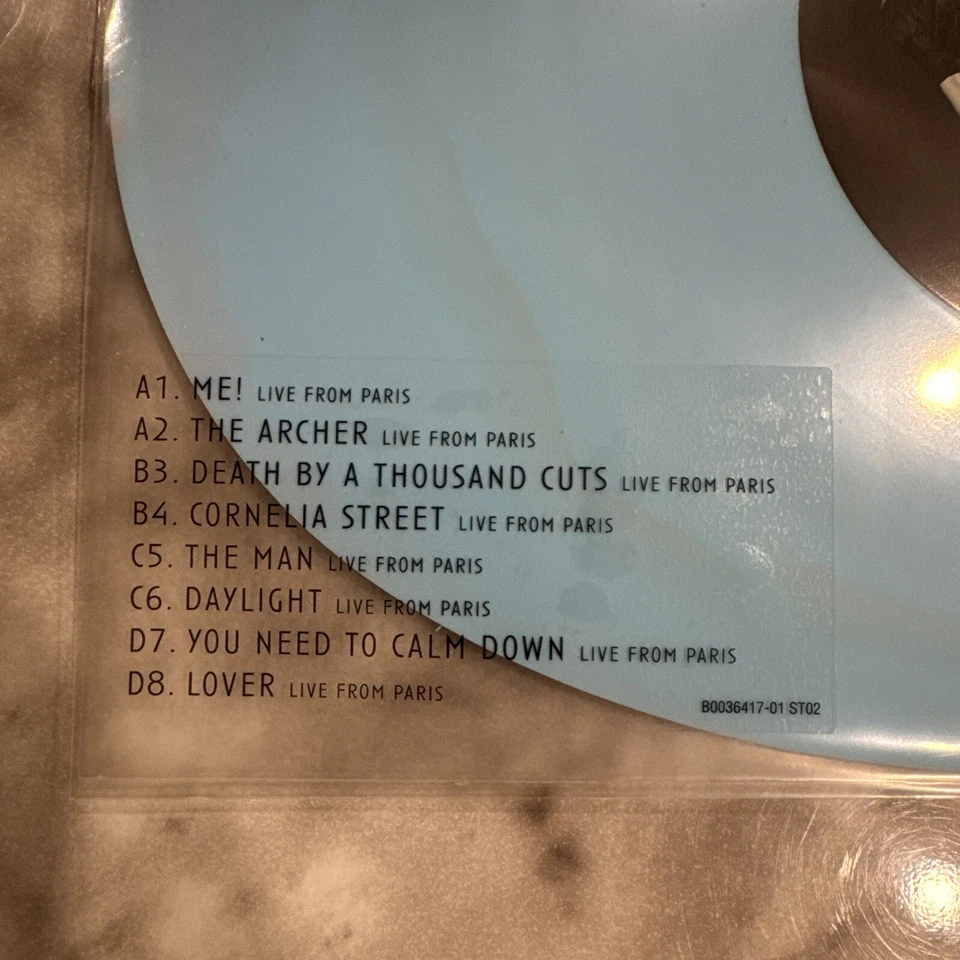 A1. ME! LIVE FROM PARIS
A2. THE ARCHER LIVE FROM PARIS
B3. DEATH BY A THOUSAND CUTS LIVE FROM PARIS
B4. CORNELIA STREET LIVE FROM PARIS
C5. THE MAN LIVE FROM PARIS
C6. DAYLIGHT LIVE FROM PARIS
D7. YOU NEED TO CALM DOWN LIVE FROM PARIS
D8. LOVER LIVE FROM PARIS
B0036417-01 ST02